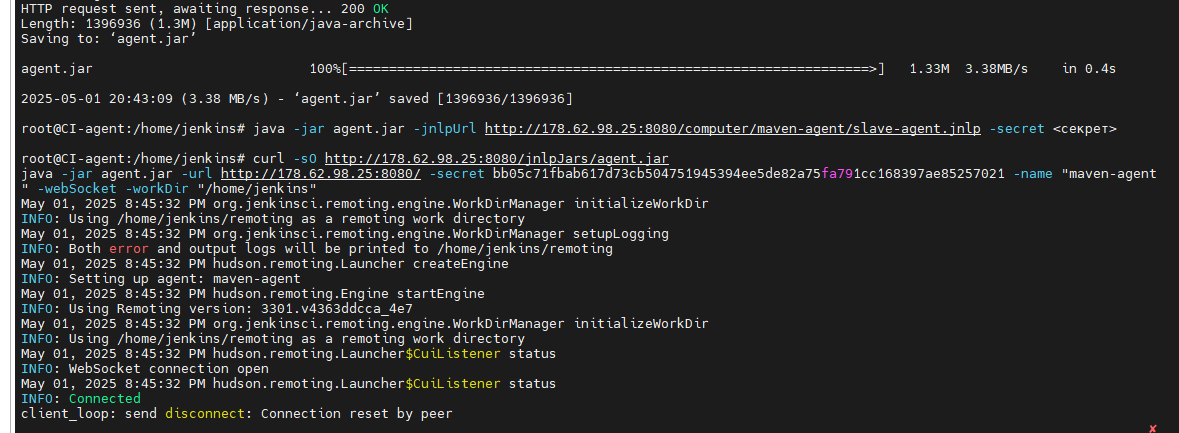 HTTP request sent, awaiting response... 200 OK
Length: 1396936 (1.3M) [application/java-archive]
Saving to: ‘agent.jar’
agent.jar 100%[==================================================================>] 1.33M 3.38MB/s in 0.4s
2025-05-01 20:43:09 (3.38 MB/s) - ‘agent.jar’ saved [1396936/1396936]
root@CI-agent:/home/jenkins# java -jar agent.jar -jnlpUrl http://178.62.98.25:8080/computer/maven-agent/slave-agent.jnlp -secret <секрет>
root@CI-agent:/home/jenkins# curl -sO http://178.62.98.25:8080/jnlpJars/agent.jar
java -jar agent.jar -url http://178.62.98.25:8080/ -secret bb05c71fbab617d73cb504751945394ee5de82a75fa791cc168397ae85257021 -name "maven-agent
" -webSocket -workDir "/home/jenkins"
May 01, 2025 8:45:32 PM org.jenkinsci.remoting.engine.WorkDirManager initializeWorkDir
INFO: Using /home/jenkins/remoting as a remoting work directory
May 01, 2025 8:45:32 PM org.jenkinsci.remoting.engine.WorkDirManager setupLogging
INFO: Both error and output logs will be printed to /home/jenkins/remoting
May 01, 2025 8:45:32 PM hudson.remoting.Launcher createEngine
INFO: Setting up agent: maven-agent
May 01, 2025 8:45:32 PM hudson.remoting.Engine startEngine
INFO: Using Remoting version: 3301.v4363ddcca_4e7
May 01, 2025 8:45:32 PM org.jenkinsci.remoting.engine.WorkDirManager initializeWorkDir
INFO: Using /home/jenkins/remoting as a remoting work directory
May 01, 2025 8:45:32 PM hudson.remoting.Launcher$CuiListener status
INFO: WebSocket connection open
May 01, 2025 8:45:32 PM hudson.remoting.Launcher$CuiListener status
INFO: Connected
client_loop: send disconnect: Connection reset by peer